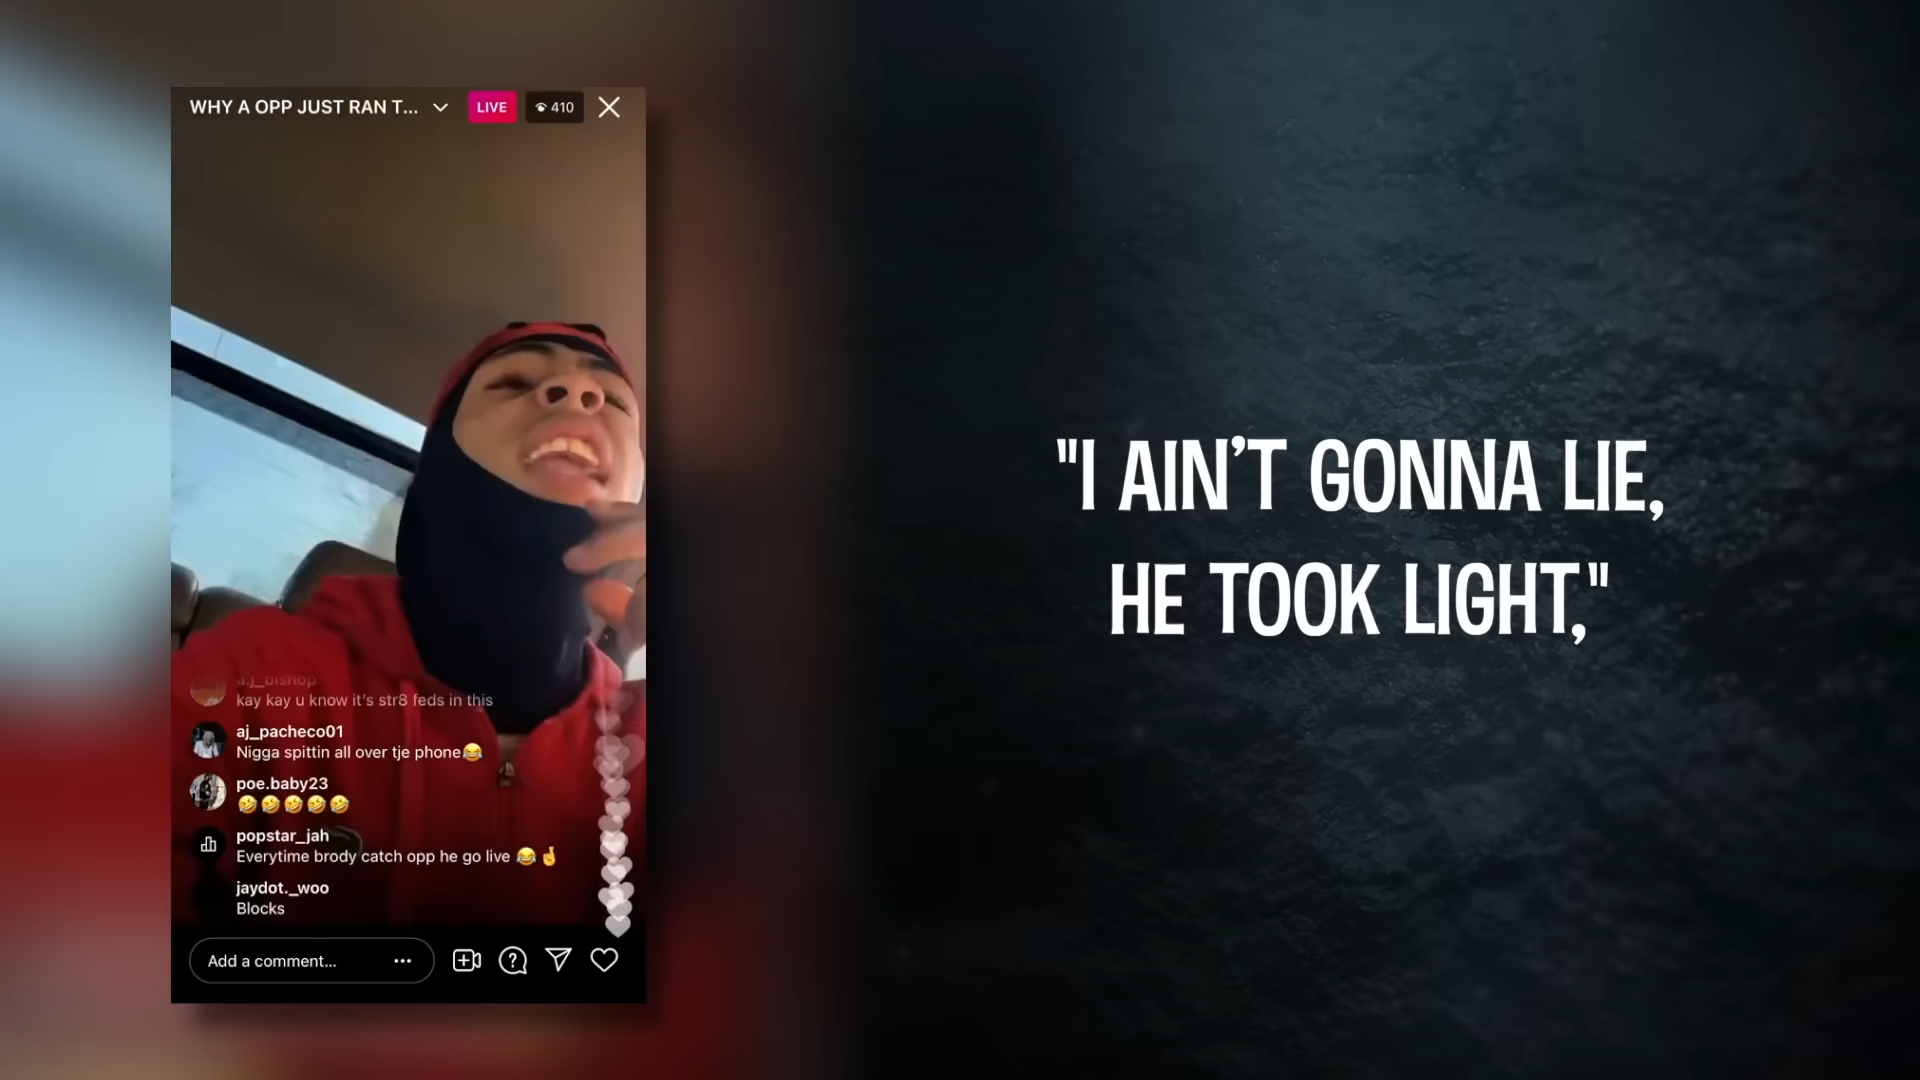 WHY A OPP JUST RAN T...
LIVE
410
a.j_bishop
kay kay u know it's str8 feds in this
aj_pacheco01
Nigga spittin all over tje phone😂
poe.baby23
🤣🤣🤣🤣🤣
popstar_jah
Everytime brody catch opp he go live 😂🤞
jaydot._woo
Blocks
Add a comment...
"I AIN'T GONNA LIE,
HE TOOK LIGHT,"